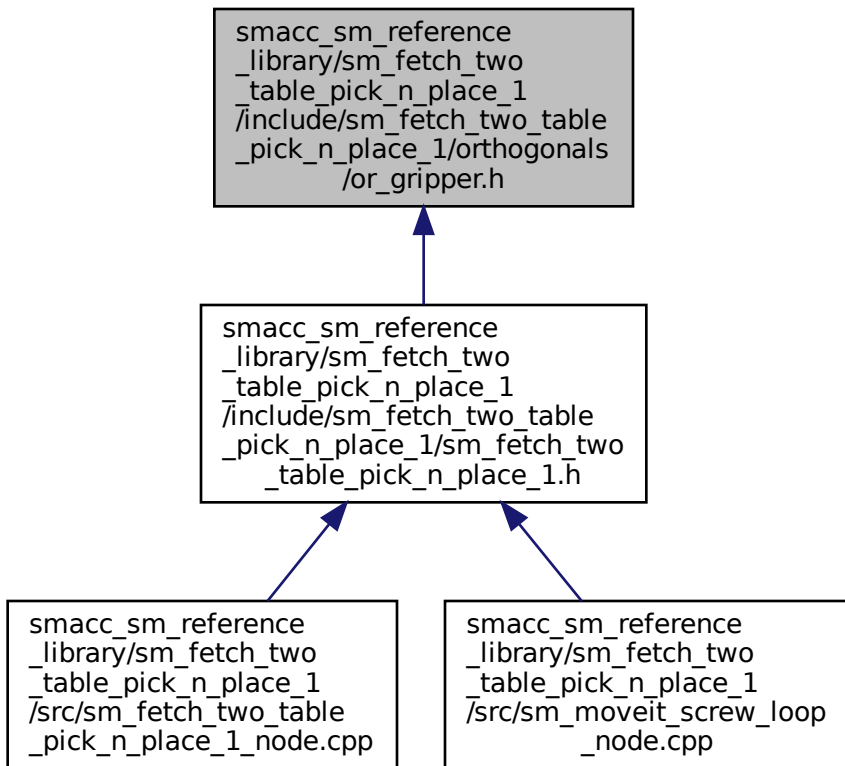 smacc_sm_reference
_library/sm_fetch_two
_table_pick_n_place_1
/include/sm_fetch_two_table
_pick_n_place_1/orthogonals
/or_gripper.h
smacc_sm_reference
_library/sm_fetch_two
_table_pick_n_place_1
/include/sm_fetch_two_table
_pick_n_place_1/sm_fetch_two
_table_pick_n_place_1.h
smacc_sm_reference
_library/sm_fetch_two
_table_pick_n_place_1
/src/sm_fetch_two_table
_pick_n_place_1_node.cpp
smacc_sm_reference
_library/sm_fetch_two
_table_pick_n_place_1
/src/sm_moveit_screw_loop
_node.cpp